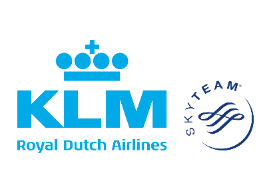 KLM
Royal Dutch Airlines
SKYTEAM